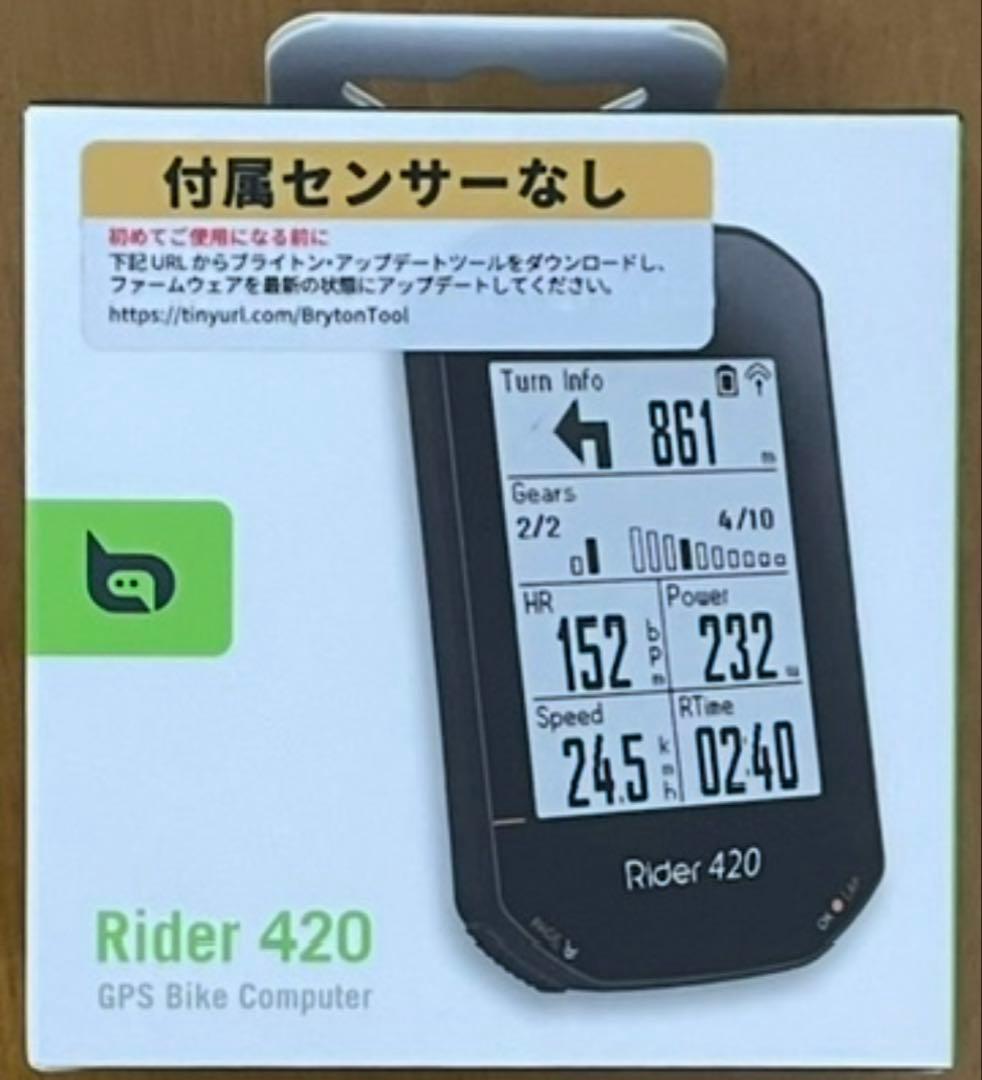 付属センサーなし
初めてご使用になる前に
下記URLからブライトン・アップデートツールをダウンロードし、
ファームウェアを最新の状態にアップデートしてください。
https://tinyurl.com/BrytonTool
Turn Info
861 m
Gears
2/2 4/10
HR Power
152 bpm 232 w
Speed RTime
24.5 kmh 02:40
Rider 420
Rider 420
GPS Bike Computer